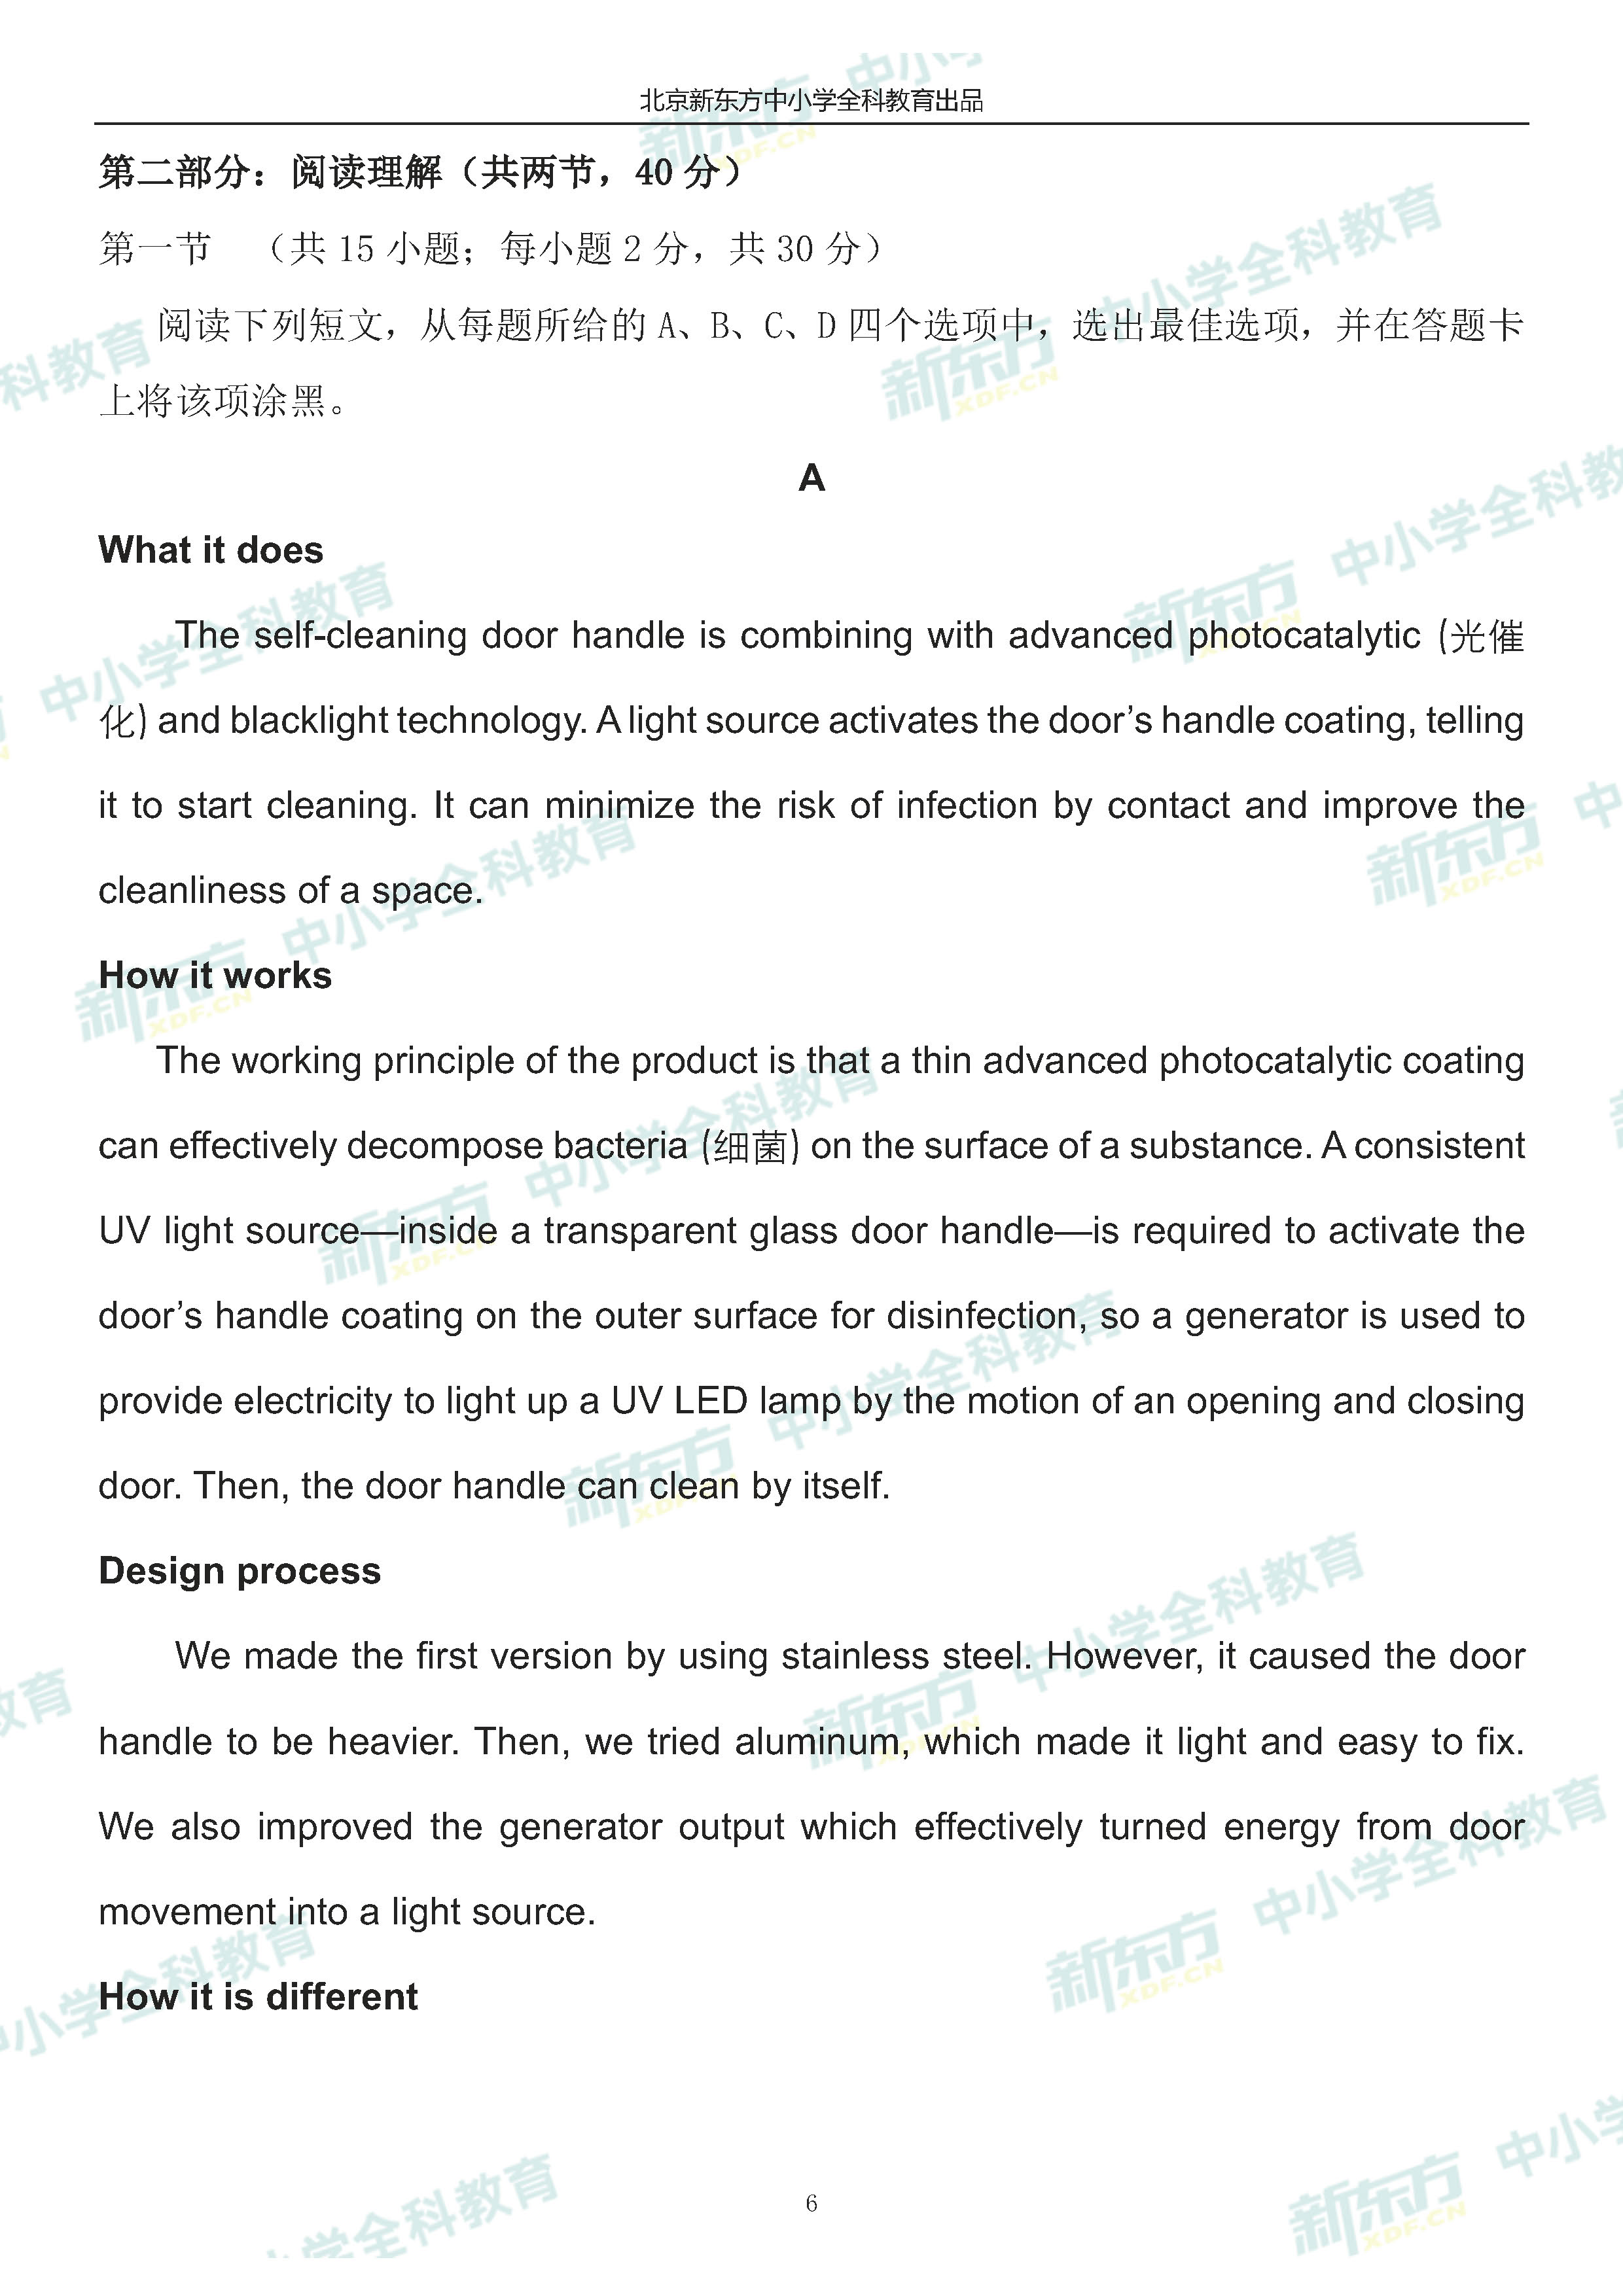 北京新东方中小学全科教育出品
第二部分：阅读理解（共两节，40 分）
第一节　（共 15 小题；每小题 2 分，共 30 分）
阅读下列短文，从每题所给的 A、B、C、D 四个选项中，选出最佳选项，并在答题卡
上将该项涂黑。
A
What it does
The self-cleaning door handle is combining with advanced photocatalytic (光催
化) and blacklight technology. A light source activates the door’s handle coating, telling
it to start cleaning. It can minimize the risk of infection by contact and improve the
cleanliness of a space.
How it works
The working principle of the product is that a thin advanced photocatalytic coating
can effectively decompose bacteria (细菌) on the surface of a substance. A consistent
UV light source—inside a transparent glass door handle—is required to activate the
door’s handle coating on the outer surface for disinfection, so a generator is used to
provide electricity to light up a UV LED lamp by the motion of an opening and closing
door. Then, the door handle can clean by itself.
Design process
We made the first version by using stainless steel. However, it caused the door
handle to be heavier. Then, we tried aluminum, which made it light and easy to fix.
We also improved the generator output which effectively turned energy from door
movement into a light source.
How it is different
6
新东方 XDF.CN 中小学全科教育